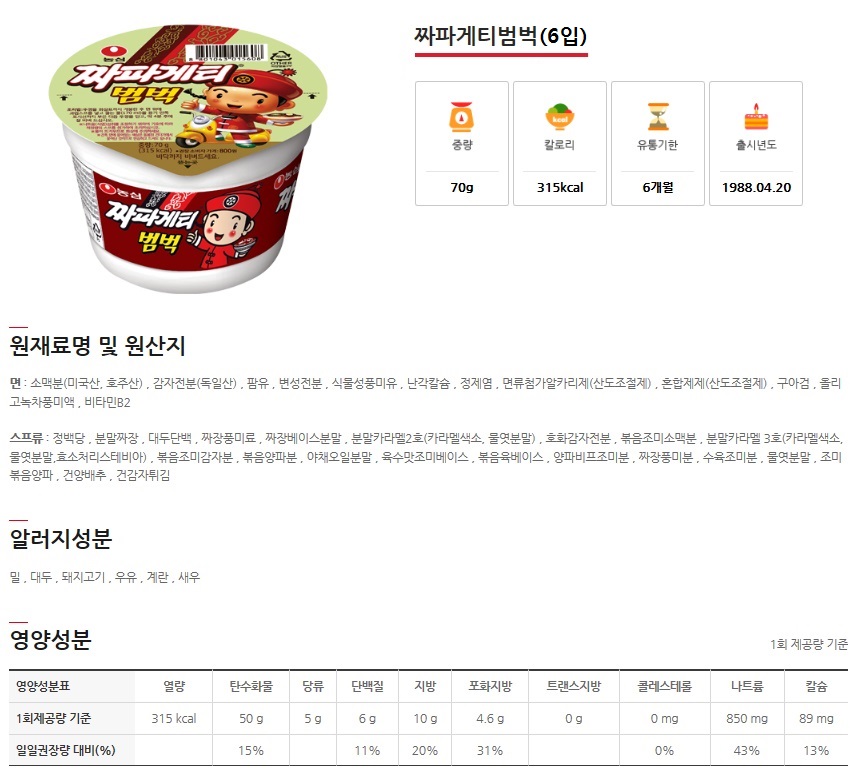 짜파게티범벅(6입)
농심
8 801043 015608
짜파게티
범벅
중량:70 g
(315 kcal)
바닥까지 비벼드세요.
농심
짜파게티
범벅
중량
칼로리
유통기한
출시년도
kcal
70g
315kcal
6개월
1988.04.20
원재료명 및 원산지
면 : 소맥분(미국산, 호주산) , 감자전분(독일산) , 팜유 , 변성전분 , 식물성풍미유 , 난각칼슘 , 정제염 , 면류첨가알카리제(산도조절제) , 혼합제제(산도조절제) , 구아검 , 올리
고녹차풍미액 , 비타민B2
스프류 : 정백당 , 분말짜장 , 대두단백 , 짜장풍미료 , 짜장베이스분말 , 분말카라멜2호(카라멜색소, 물엿분말) , 호화감자전분 , 볶음조미소맥분 , 분말카라멜 3호(카라멜색소,
물엿분말,효소처리스테비아) , 볶음조미감자분 , 볶음양파분 , 야채오일분말 , 육수맛조미베이스 , 볶음육베이스 , 양파비프조미분 , 짜장풍미분 , 수육조미분 , 물엿분말 , 조미
볶음양파 , 건양배추 , 건감자튀김
알러지성분
밀 , 대두 , 돼지고기 , 우유 , 계란 , 새우
영양성분
1회 제공량 기준
영양성분표 열량 탄수화물 당류 단백질 지방 포화지방 트랜스지방 콜레스테롤 나트륨 칼슘
1회제공량 기준 315 kcal 50 g 5 g 6 g 10 g 4.6 g 0 g 0 mg 850 mg 89 mg
일일권장량 대비(%) 15% 11% 20% 31% 0% 43% 13%